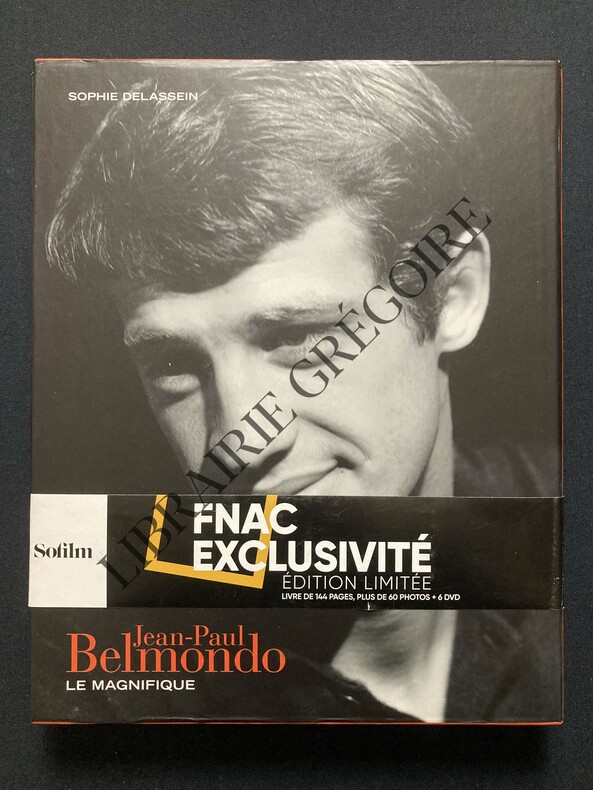 SOPHIE DELASSEIN
LIBRAIRIE GRÉGOIRE
Sofilm
FNAC
EXCLUSIVITÉ
ÉDITION LIMITÉE
LIVRE DE 144 PAGES, PLUS DE 60 PHOTOS + 6 DVD
Jean-Paul
Belmondo
LE MAGNIFIQUE